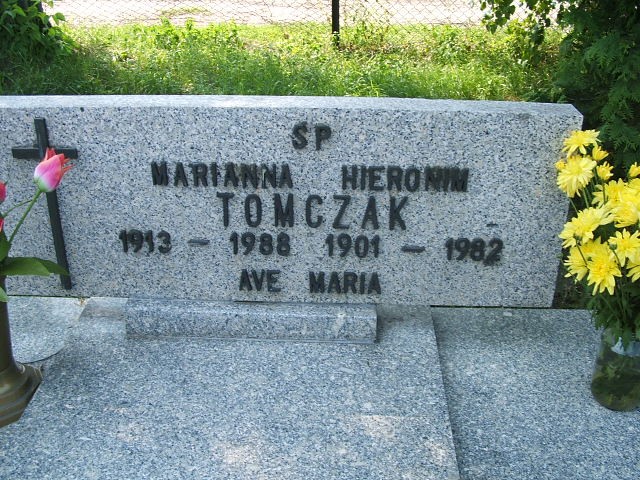 SP
MARIANNA HIERONIM
TOMCZAK
1913 - 1988 1901 - 1982
AVE MARIA